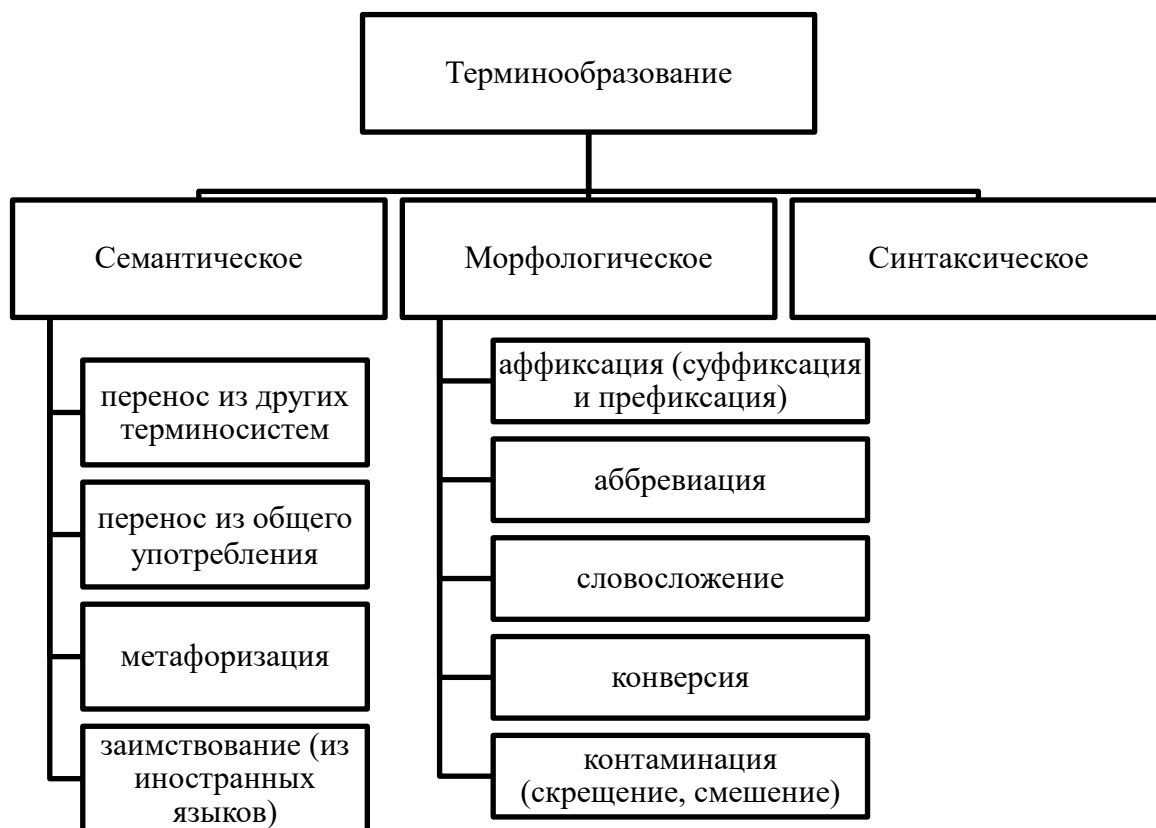 Терминообразование
Семантическое
Морфологическое
Синтаксическое
перенос из других
терминосистем
перенос из общего
употребления
метафоризация
заимствование (из
иностранных
языков)
аффиксация (суффиксация
и префиксация)
аббревиация
словосложение
конверсия
контаминация
(скрещение, смешение)